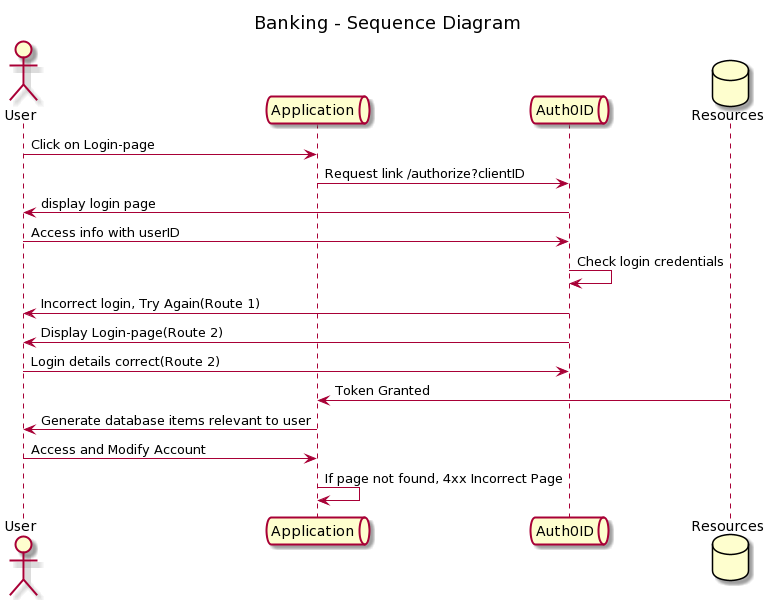 Banking - Sequence Diagram
User
Application
Auth0ID
Resources
Click on Login-page
Request link /authorize?clientID
display login page
Access info with userID
Check login credentials
Incorrect login, Try Again(Route 1)
Display Login-page(Route 2)
Login details correct(Route 2)
Token Granted
Generate database items relevant to user
Access and Modify Account
If page not found, 4xx Incorrect Page
User
Application
Auth0ID
Resources